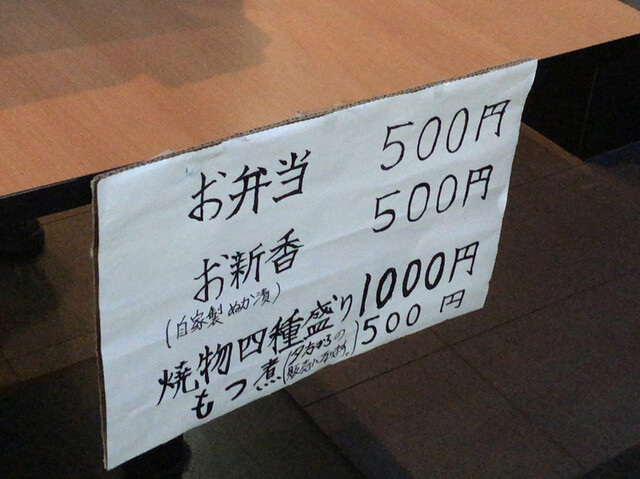 お弁当 500円
お新香 500円
(自家製ぬか漬)
焼物四種盛り 1000円
もつ煮(夕方からの販売になります。) 500円